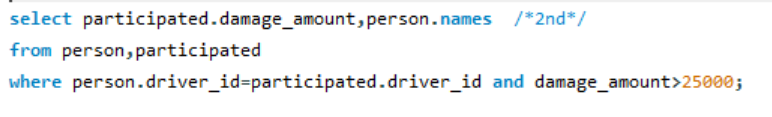 select participated.damage_amount,person.names  /*2nd*/
from person,participated
where person.driver_id=participated.driver_id and damage_amount>25000;